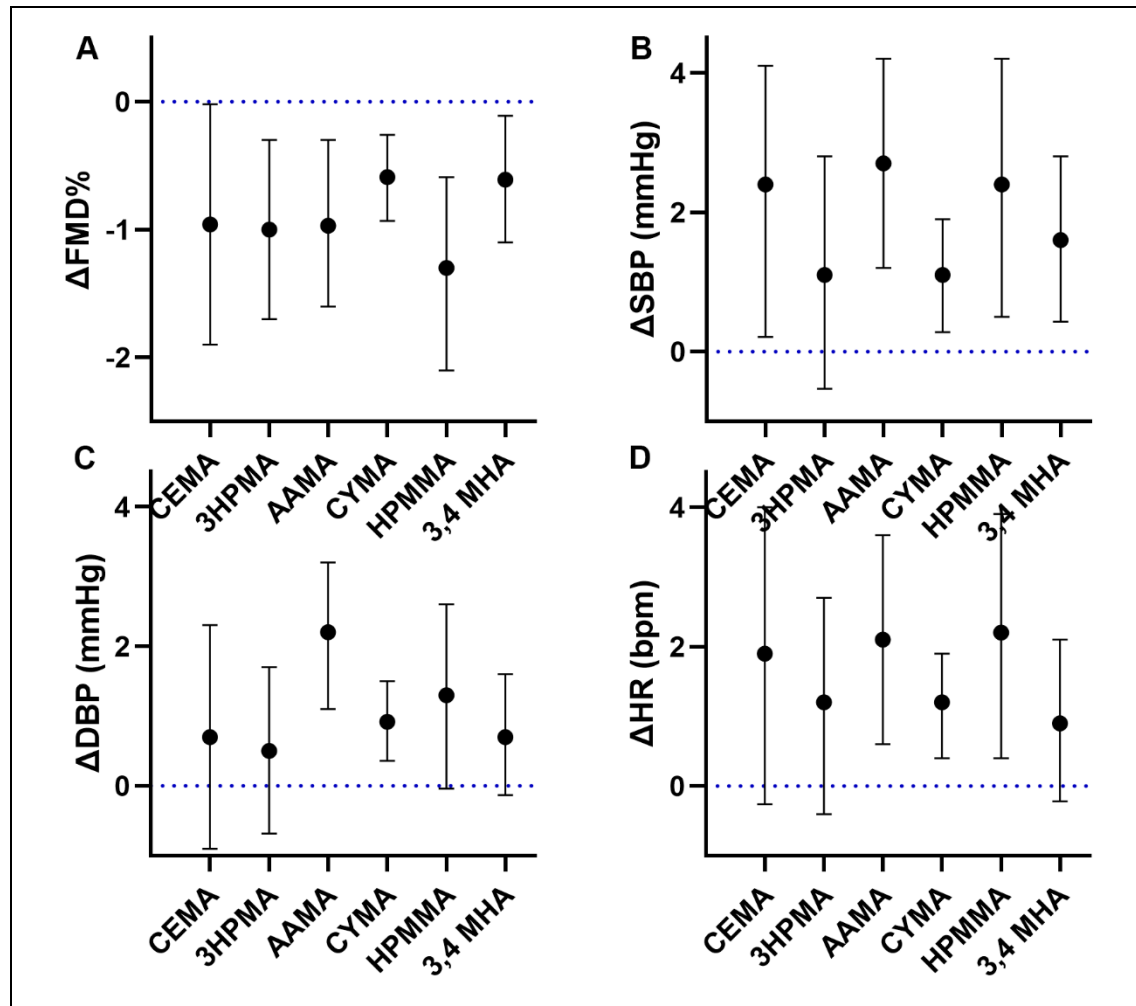 A
ΔFMD%
0
-1
-2
CEMA
3HPMA
AAMA
CYMA
HPMMA
3,4 MHA
B
ΔSBP (mmHg)
4
2
0
CEMA
3HPMA
AAMA
CYMA
HPMMA
3,4 MHA
C
ΔDBP (mmHg)
4
2
0
CEMA
3HPMA
AAMA
CYMA
HPMMA
3,4 MHA
D
ΔHR (bpm)
4
2
0
CEMA
3HPMA
AAMA
CYMA
HPMMA
3,4 MHA